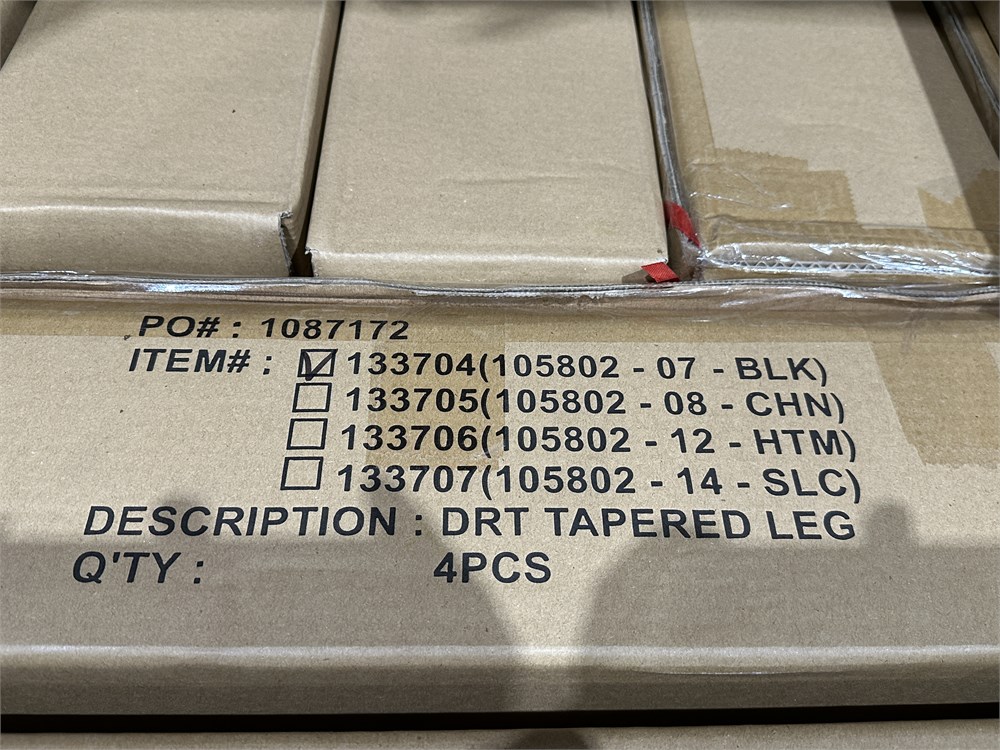 PO# : 1087172
ITEM# : ☑ 133704(105802 - 07 - BLK)
☐ 133705(105802 - 08 - CHN)
☐ 133706(105802 - 12 - HTM)
☐ 133707(105802 - 14 - SLC)
DESCRIPTION : DRT TAPERED LEG
Q'TY : 4PCS